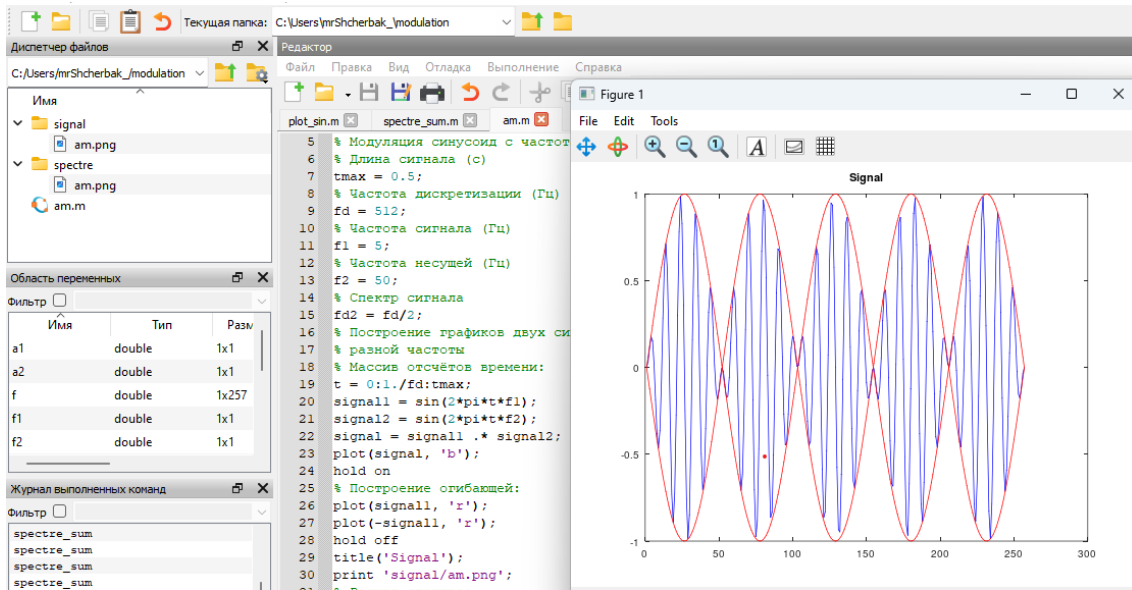 Текущая папка: C:\Users\mrShcherbak_\modulation
Диспетчер файлов
C:/Users/mrShcherbak_/modulation
Имя
signal
am.png
spectre
am.png
am.m
Область переменных
Фильтр
Имя Тип Разм
a1 double 1x1
a2 double 1x1
f double 1x257
f1 double 1x1
f2 double 1x1
Журнал выполненных команд
Фильтр
spectre_sum
spectre_sum
spectre_sum
spectre_sum
Редактор
Файл Правка Вид Отладка Выполнение Справка
plot_sin.m spectre_sum.m am.m
5 % Модуляция синусоид с частот
6 % Длина сигнала (с)
7 tmax = 0.5;
8 % Частота дискретизации (Гц)
9 fd = 512;
10 % Частота сигнала (Гц)
11 f1 = 5;
12 % Частота несущей (Гц)
13 f2 = 50;
14 % Спектр сигнала
15 fd2 = fd/2;
16 % Построение графиков двух си
17 % разной частоты
18 % Массив отсчётов времени:
19 t = 0:1./fd:tmax;
20 signal1 = sin(2*pi*t*f1);
21 signal2 = sin(2*pi*t*f2);
22 signal = signal1 .* signal2;
23 plot(signal, 'b');
24 hold on
25 % Построение огибающей:
26 plot(signal1, 'r');
27 plot(-signal1, 'r');
28 hold off
29 title('Signal');
30 print 'signal/am.png';
Figure 1
File Edit Tools
A
Signal
1
0.5
0
-0.5
-1
0 50 100 150 200 250 300